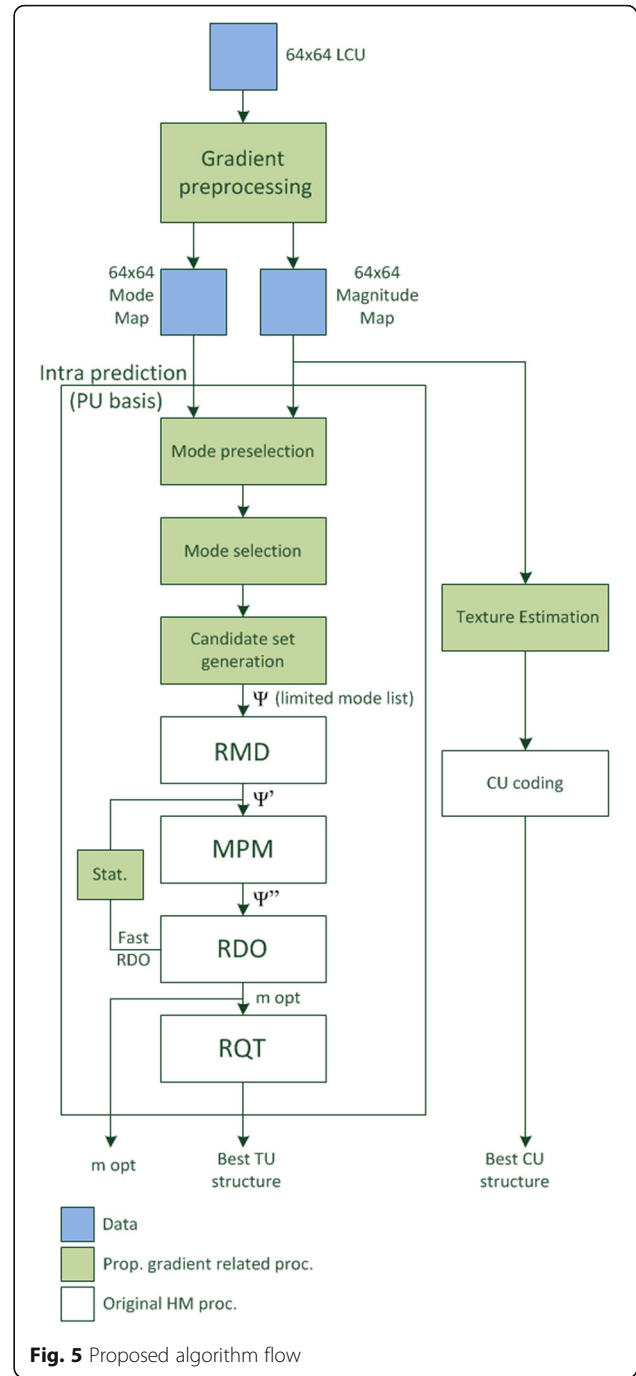 64x64 LCU
Gradient
preprocessing
64x64
Mode
Map
64x64
Magnitude
Map
Intra prediction
(PU basis)
Mode preselection
Mode selection
Candidate set
generation
Ψ (limited mode list)
RMD
Ψ’
MPM
Stat.
Ψ’’
Fast
RDO
RDO
m opt
RQT
Texture Estimation
CU coding
m opt
Best TU
structure
Best CU
structure
Data
Prop. gradient related proc.
Original HM proc.
Fig. 5 Proposed algorithm flow